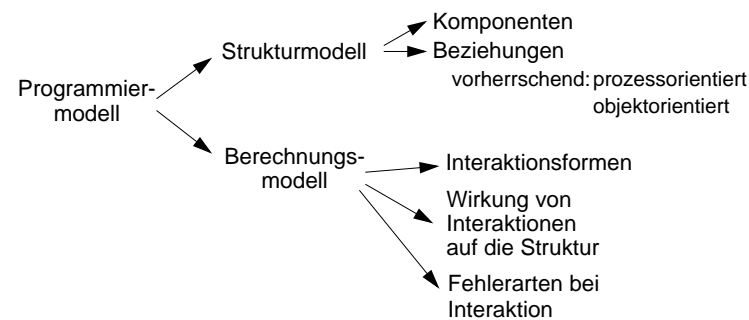 Programmier-
modell
Strukturmodell
Komponenten
Beziehungen
vorherrschend: prozessorientiert
objektorientiert
Berechnungs-
modell
Interaktionsformen
Wirkung von
Interaktionen
auf die Struktur
Fehlerarten bei
Interaktion